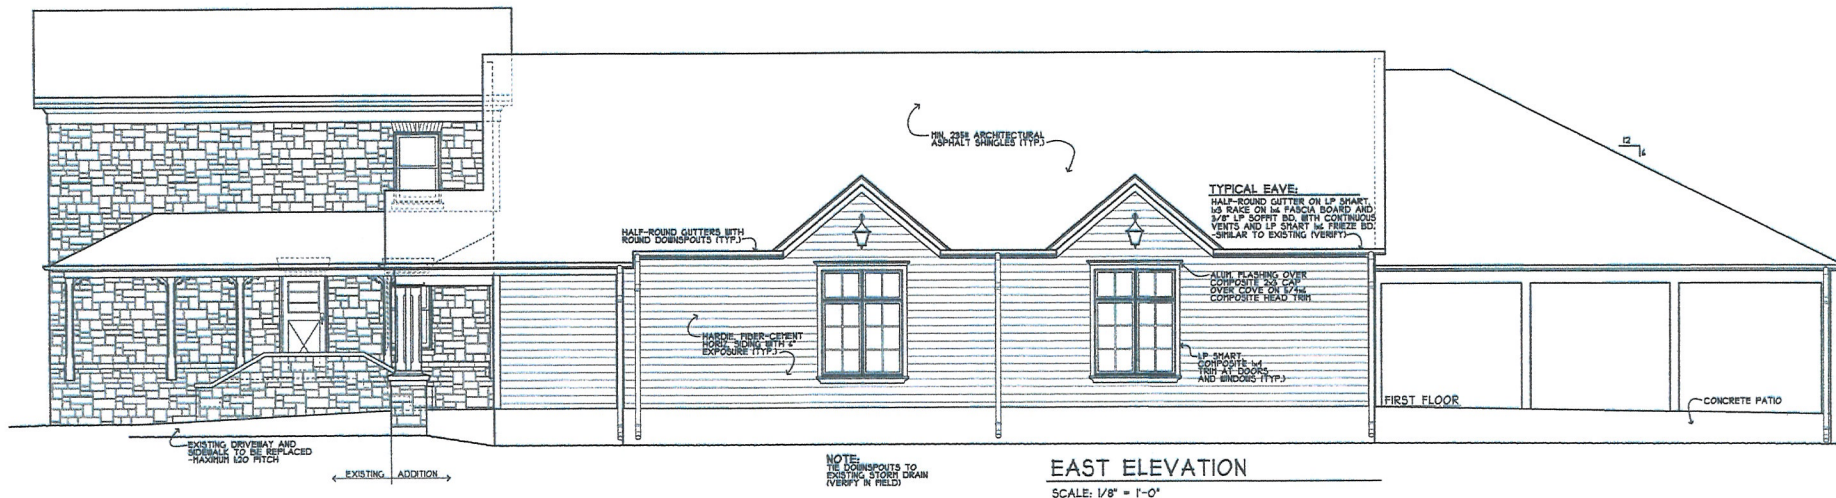 MIN. 235# ARCHITECTURAL
ASPHALT SHINGLES (TYP.)
12
6
TYPICAL EAVE:
HALF-ROUND GUTTER ON LP SMART,
1x3 RAKE ON 1x6 FASCIA BOARD AND
3/8" LP SOFFIT BD. WITH CONTINUOUS
VENTS AND LP SMART 1x6 FRIEZE BD.
-SIMILAR TO EXISTING (VERIFY)
HALF-ROUND GUTTERS WITH
ROUND DOWNSPOUTS (TYP.)
ALUM. FLASHING OVER
COMPOSITE 2x3 CAP
OVER COVE ON 5/4x6
COMPOSITE HEAD TRIM
HARDIE, FIBER-CEMENT
HORIZ. SIDING WITH 6"
EXPOSURE (TYP.)
LP SMART
COMPOSITE 1x4
TRIM AT DOORS
AND WINDOWS (TYP.)
FIRST FLOOR
CONCRETE PATIO
EXISTING DRIVEWAY AND
SIDEWALK TO BE REPLACED
-MAXIMUM 1:20 PITCH
EXISTING ADDITION
NOTE:
TIE DOWNSPOUTS TO
EXISTING STORM DRAIN
(VERIFY IN FIELD)
EAST ELEVATION
SCALE: 1/8" = 1'-0"